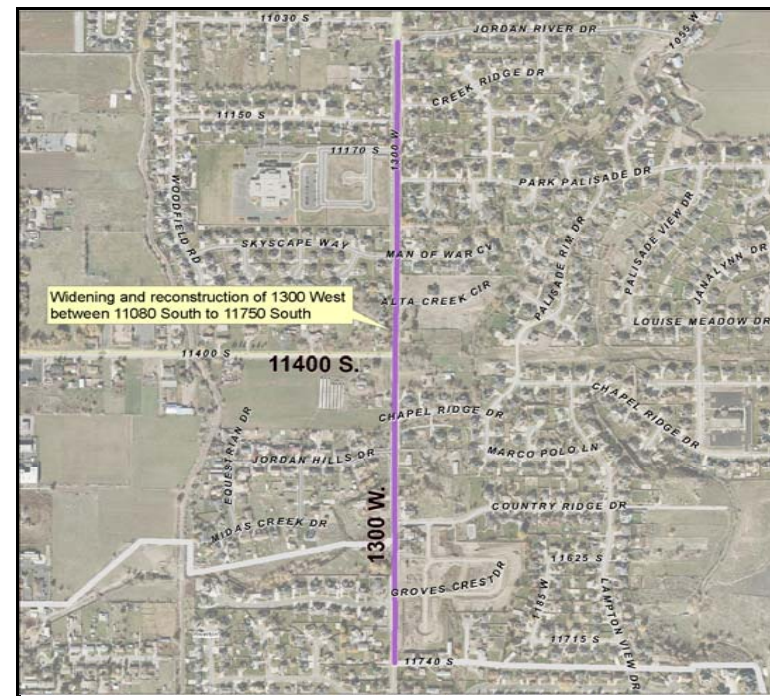 11030 S
JORDAN RIVER DR
1055 W
CREEK RIDGE DR
11150 S
1300 W
11170 S
PARK PALISADE DR
WOODFIELD RD
SKYSCAPE WAY
MAN OF WAR CV
PALISADE RIM DR
PALISADE VIEW DR
JANALYNN DR
ALTA CREEK CIR
Widening and reconstruction of 1300 West
between 11080 South to 11750 South
LOUISE MEADOW DR
11400 S
11400 S.
CHAPEL RIDGE DR
CHAPEL RIDGE DR
EQUESTRIAN DR
JORDAN HILLS DR
MARCO POLO LN
COUNTRY RIDGE DR
MIDAS CREEK DR
1300 W.
11625 S
GROVES CREST DR
1185 W
LAMPTON VIEW DR
11715 S
11740 S